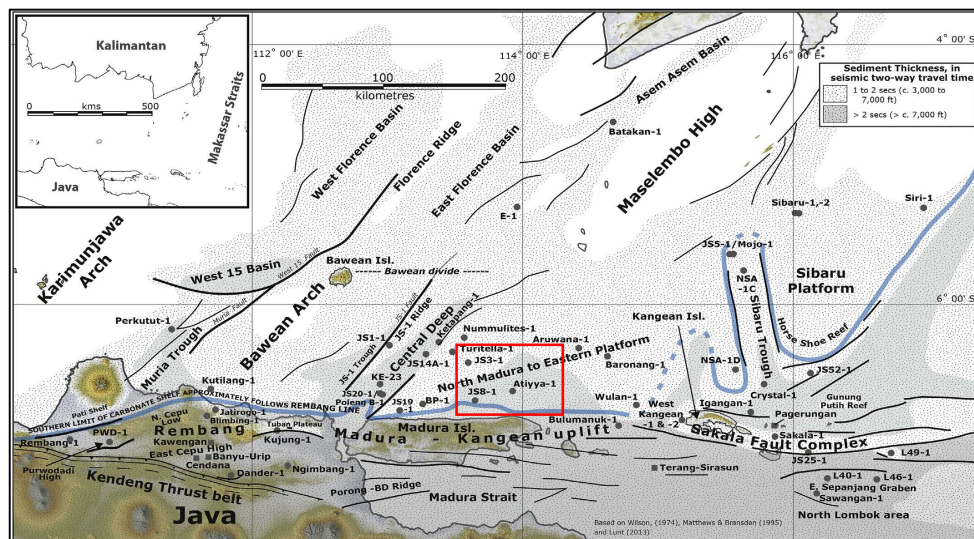 Kalimantan
0 kms 500
Makassar Straits
Java
112° 00' E
114° 00' E
116° 00' E
4° 00' S
6° 00' S
0 100 200
kilometres
Sediment Thickness, in
seismic two-way travel time
1 to 2 secs (c. 3,000 to
7,000 ft)
> 2 secs (> c. 7,000 ft)
West Florence Basin
Florence Ridge
East Florence Basin
Asem Asem Basin
Batakan-1
Maselembo High
E-1
Sibaru-1,-2
Siri-1
Karimunjawa
Arch
West 15 Basin
West 15 Fault
Bawean Isl.
Bawean divide
JS5-1/Mojo-1
NSA
-1C
Sibaru
Platform
Sibaru Trough
Horse Shoe Reef
Perkutut-1
Muria Fault
Muria Trough
Bawean Arch
JS-1 Fault
JS-1 Ridge
JS-1 Trough
Central Deep
Ketapang-1
JS1-1
JS14A-1
Nummulites-1
Turitella-1
Aruwana-1
JS3-1
North Madura to Eastern Platform
Baronang-1
Kangean Isl.
NSA-1D
JS52-1
Kutilang-1
KE-23
JS20-1/
Poleng B-1
JS19
-1
BP-1
JS8-1
Atiyya-1
Wulan-1
West
Kangean
-1 & -2
Igangan-1
Crystal-1
Pagerungan
Gunung
Putih Reef
Pati Shelf
SOUTHERN LIMIT OF CARBONATE SHELF APPROXIMATELY FOLLOWS REMBANG LINE
N. Cepu
Low
Jatirogo-1
Blimbing-1
Rembang-1
PWD-1
Rembang
Tuban Plateau
Kujung-1
Madura Isl.
Madura - Kangean uplift
Bulumanuk-1
Sakala-1
Sakala Fault Complex
JS25-1
L49-1
Purwodadi
High
Kawengan
East Cepu High
Banyu-Urip
Cendana
Dander-1
Ngimbang-1
Kendeng Thrust belt
Porong -BD Ridge
Terang-Sirasun
L40-1
L46-1
E. Sepanjang Graben
Sawangan-1
Java
Madura Strait
North Lombok area
Based on Wilson, (1974), Matthews & Bransden (1995)
and Lunt (2013)